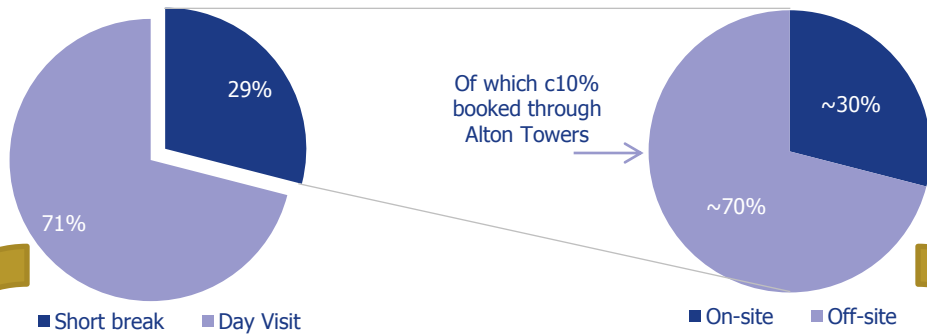 29%
71%
Short break
Day Visit
Of which c10%
booked through
Alton Towers
~30%
~70%
On-site
Off-site